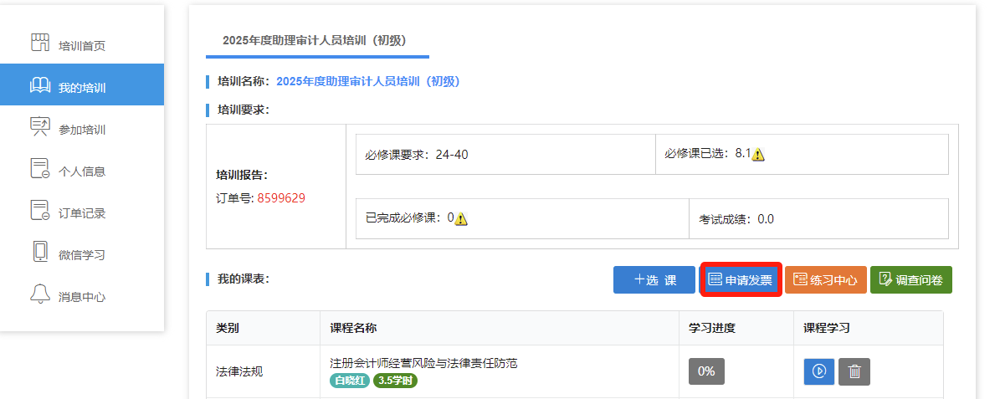 培训首页
我的培训
参加培训
个人信息
订单记录
微信学习
消息中心
2025年度助理审计人员培训（初级）
培训名称：2025年度助理审计人员培训（初级）
培训要求：
培训报告：
订单号: 8599629
必修课要求：24-40
必修课已选：8.1
已完成必修课：0
考试成绩：0.0
我的课表：
＋选 课
申请发票
练习中心
调查问卷
类别 课程名称 学习进度 课程学习
法律法规
注册会计师经营风险与法律责任防范
白晓红 3.5学时
0%